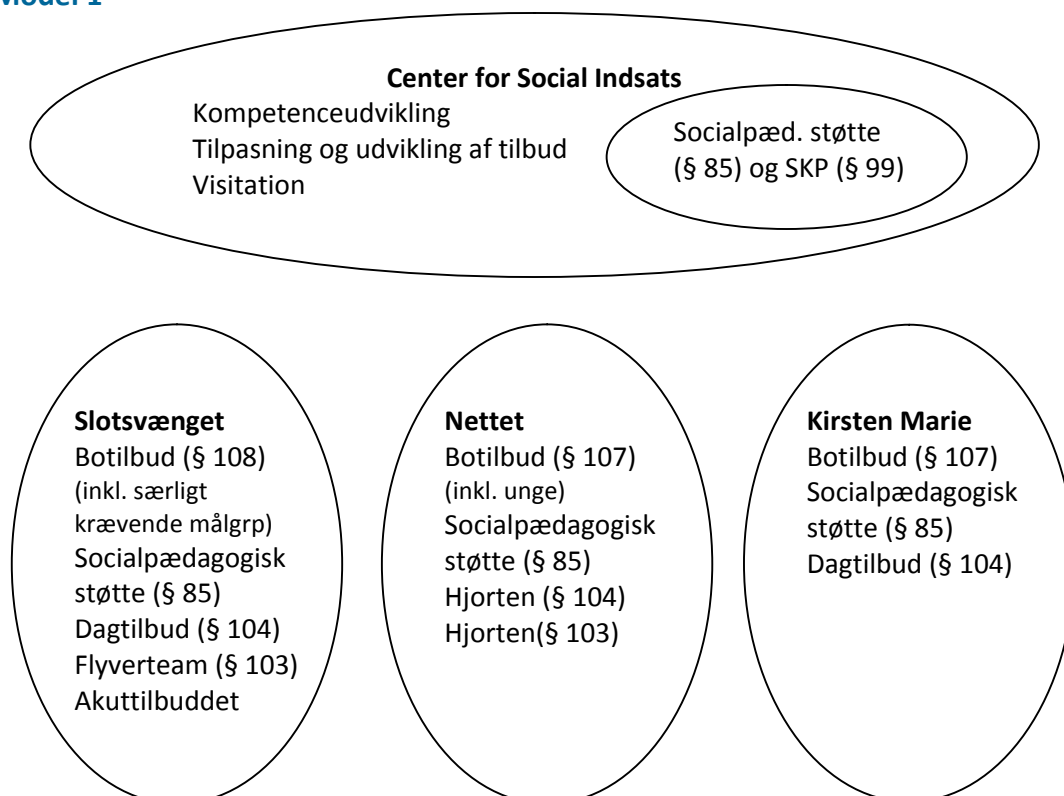 Model 1
Center for Social Indsats
Kompetenceudvikling
Tilpasning og udvikling af tilbud
Visitation
Socialpæd. støtte
(§ 85) og SKP (§ 99)
Slotsvænget
Botilbud (§ 108)
(inkl. særligt
krævende målgrp)
Socialpædagogisk
støtte (§ 85)
Dagtilbud (§ 104)
Flyverteam (§ 103)
Akuttilbuddet
Nettet
Botilbud (§ 107)
(inkl. unge)
Socialpædagogisk
støtte (§ 85)
Hjorten (§ 104)
Hjorten(§ 103)
Kirsten Marie
Botilbud (§ 107)
Socialpædagogisk
støtte (§ 85)
Dagtilbud (§ 104)